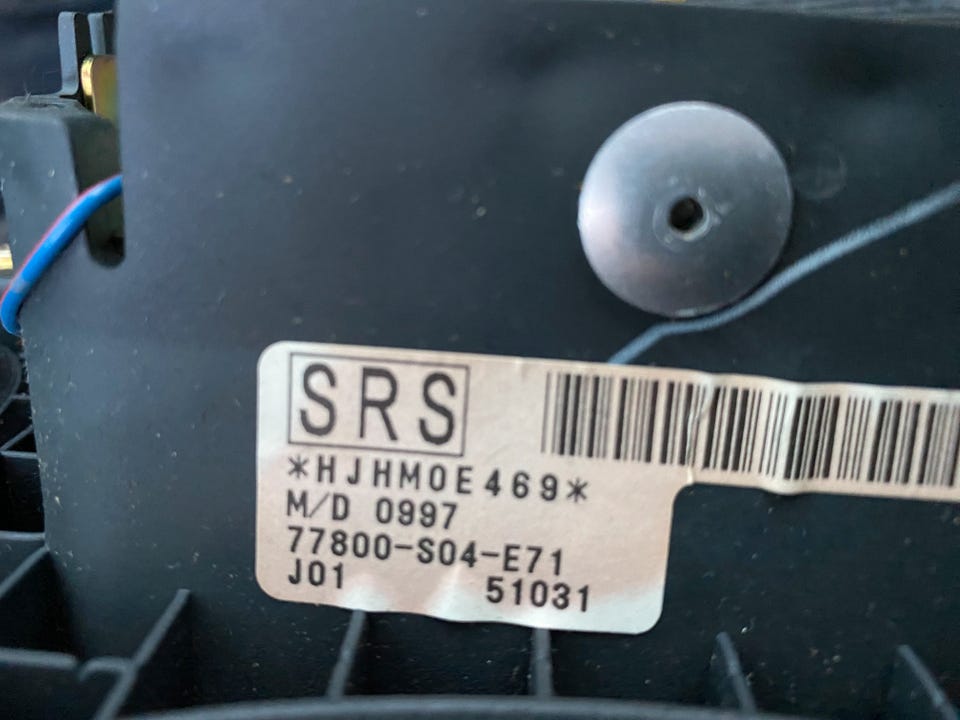 SRS
*HJHM0E469*
M/D 0997
77800-S04-E71
J01 51031